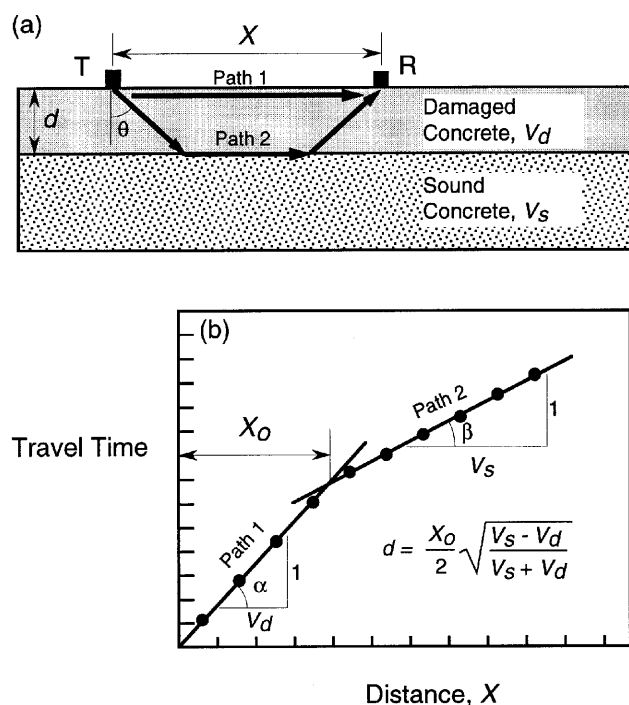 (a)
X
T
R
Path 1
d
θ
Path 2
Damaged
Concrete, Vd
Sound
Concrete, Vs
(b)
Travel Time
Xo
Path 2
β
1
Vs
Path 1
α
1
Vd
d = Xo/2 √(Vs - Vd / Vs + Vd)
Distance, X